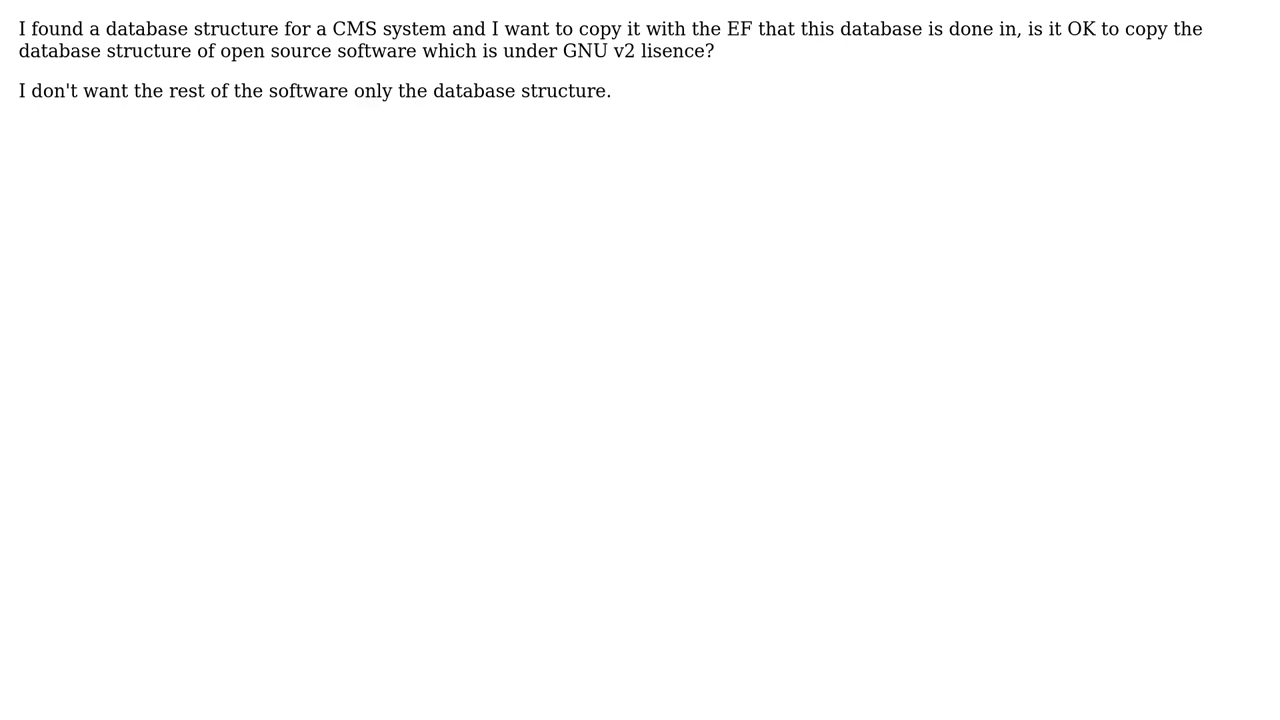 I found a database structure for a CMS system and I want to copy it with the EF that this database is done in, is it OK to copy the
database structure of open source software which is under GNU v2 lisence?
I don't want the rest of the software only the database structure.